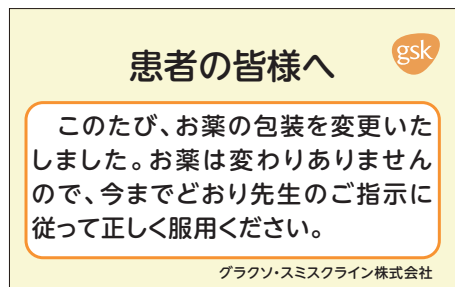 gsk
患者の皆様へ
このたび、お薬の包装を変更いた
しました。お薬は変わりありません
ので、今までどおり先生のご指示に
従って正しく服用ください。
グラクソ・スミスクライン株式会社